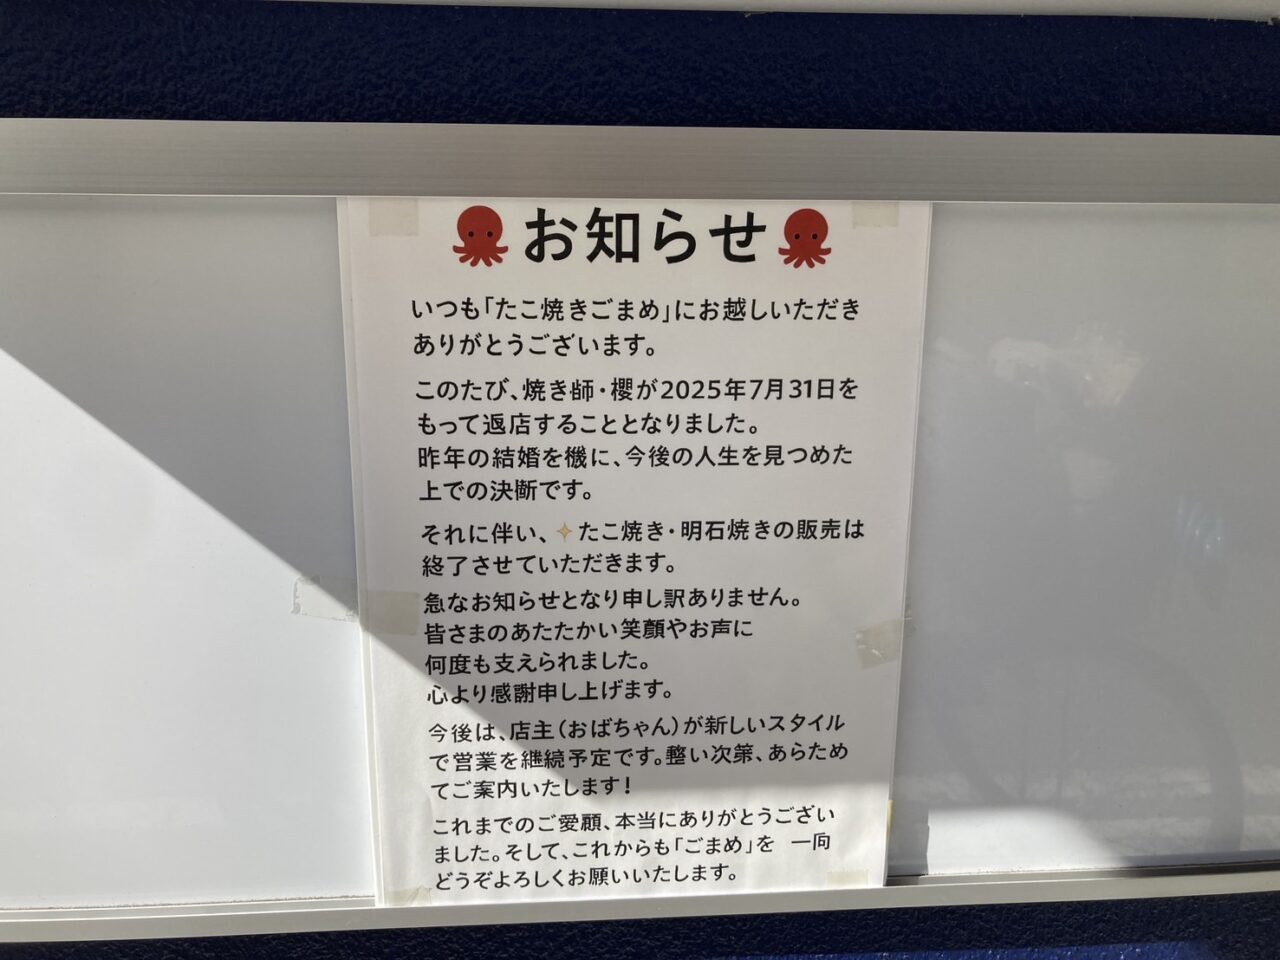 お知らせ
いつも「たこ焼きごまめ」にお越しいただき
ありがとうございます。
このたび、焼き師・櫻が2025年7月31日を
もって退店することとなりました。
昨年の結婚を機に、今後の人生を見つめた
上での決断です。
それに伴い、✨たこ焼き・明石焼きの販売は
終了させていただきます。
急なお知らせとなり申し訳ありません。
皆さまのあたたかい笑顔やお声に
何度も支えられました。
心より感謝申し上げます。
今後は、店主（おばちゃん）が新しいスタイル
で営業を継続予定です。整い次第、あらため
てご案内いたします！
これまでのご愛顧、本当にありがとうござい
ました。そして、これからも「ごまめ」を　一向
どうぞよろしくお願いいたします。